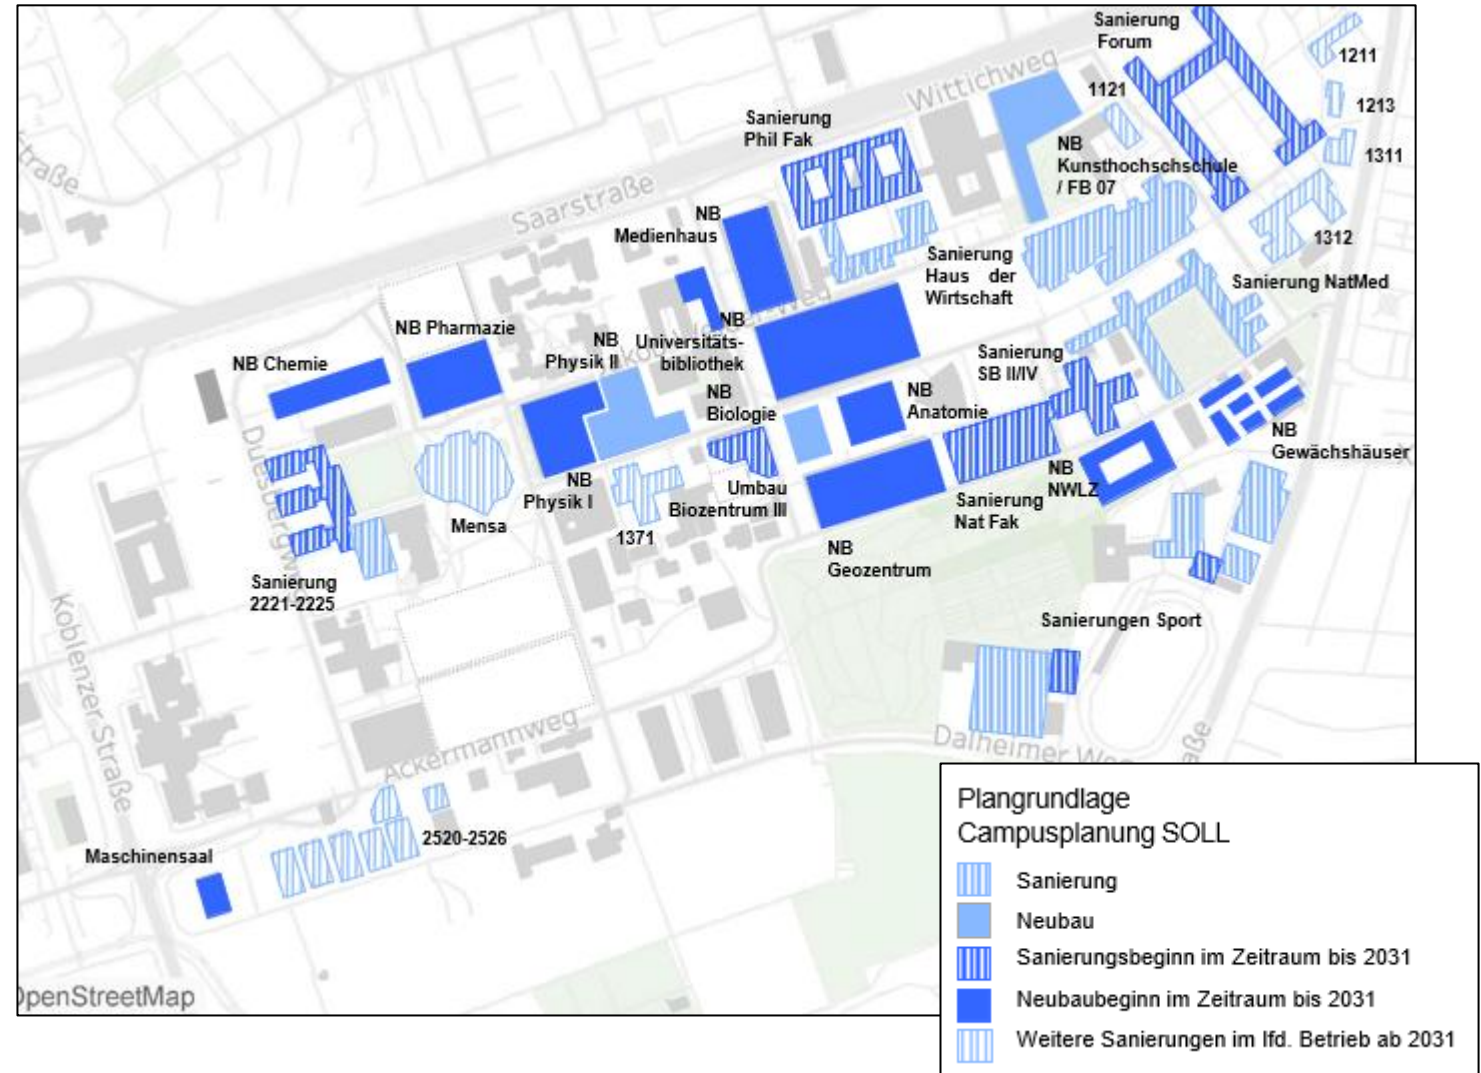 Sanierung
Forum
1211
Wittichweg
1121
1213
Sanierung
Phil Fak
NB
Kunsthochschschule
/ FB 07
1311
straße
Saarstraße
NB
Medienhaus
1312
Sanierung
Haus der
Wirtschaft
Sanierung NatMed
NB Pharmazie
NB
Physik II
NB
Universitäts-
bibliothek
NB Chemie
Sanierung
SB II/IV
NB
Biologie
NB
Anatomie
NB
Gewächshäuser
NB
Physik I
Mensa
1371
Umbau
Biozentrum III
NB
NWLZ
Sanierung
Nat Fak
NB
Geozentrum
Sanierung
2221-2225
Koblenzer Straße
Sanierungen Sport
Ackermannweg
Dalheimer Weg
aße
2520-2526
Maschinensaal
OpenStreetMap
Plangrundlage
Campusplanung SOLL
Sanierung
Neubau
Sanierungsbeginn im Zeitraum bis 2031
Neubaubeginn im Zeitraum bis 2031
Weitere Sanierungen im lfd. Betrieb ab 2031